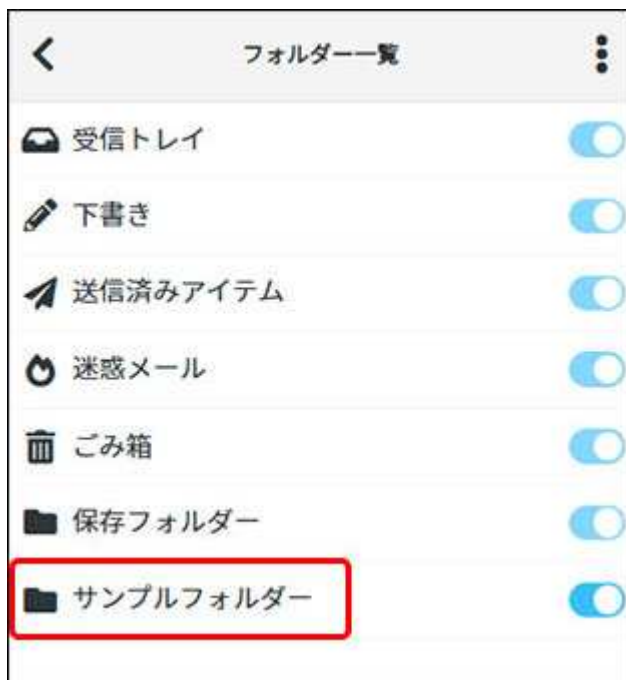 フォルダー一覧
受信トレイ
下書き
送信済みアイテム
迷惑メール
ごみ箱
保存フォルダー
サンプルフォルダー